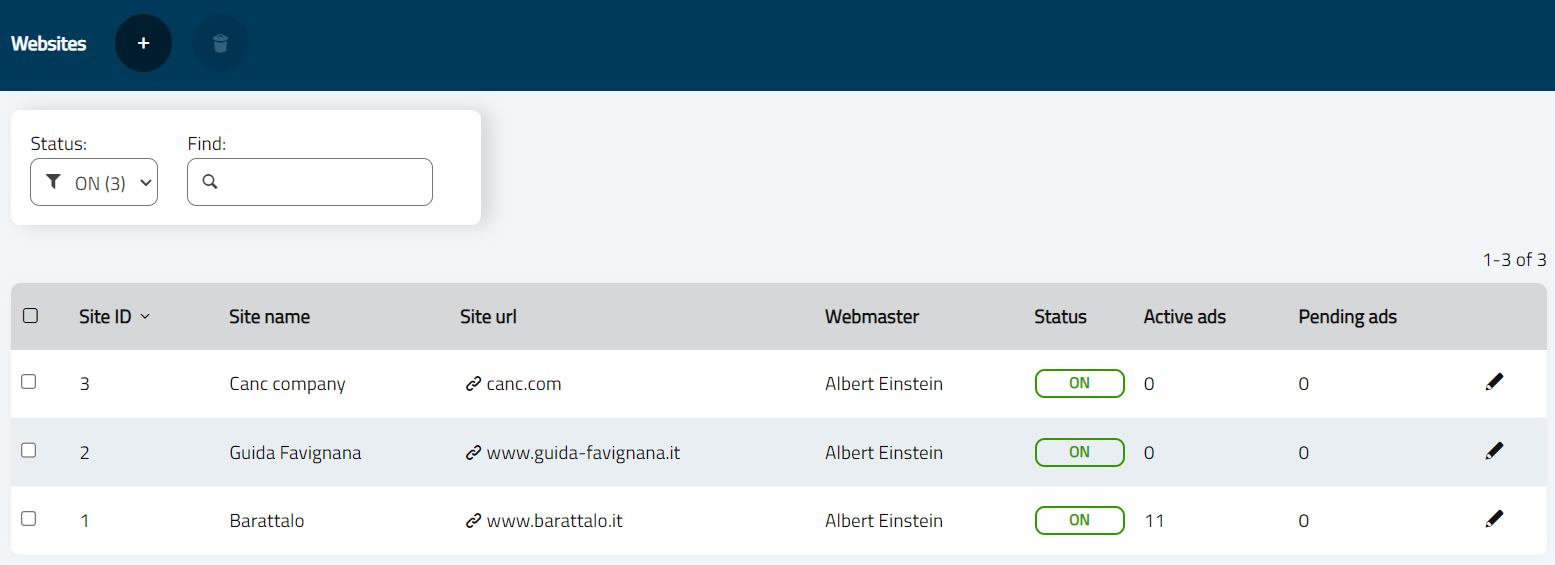 Websites +
Status: Find:
ON (3)
1-3 of 3
Site ID Site name Site url Webmaster Status Active ads Pending ads
3 Canc company canc.com Albert Einstein ON 0 0
2 Guida Favignana www.guida-favignana.it Albert Einstein ON 0 0
1 Barattalo www.barattalo.it Albert Einstein ON 11 0